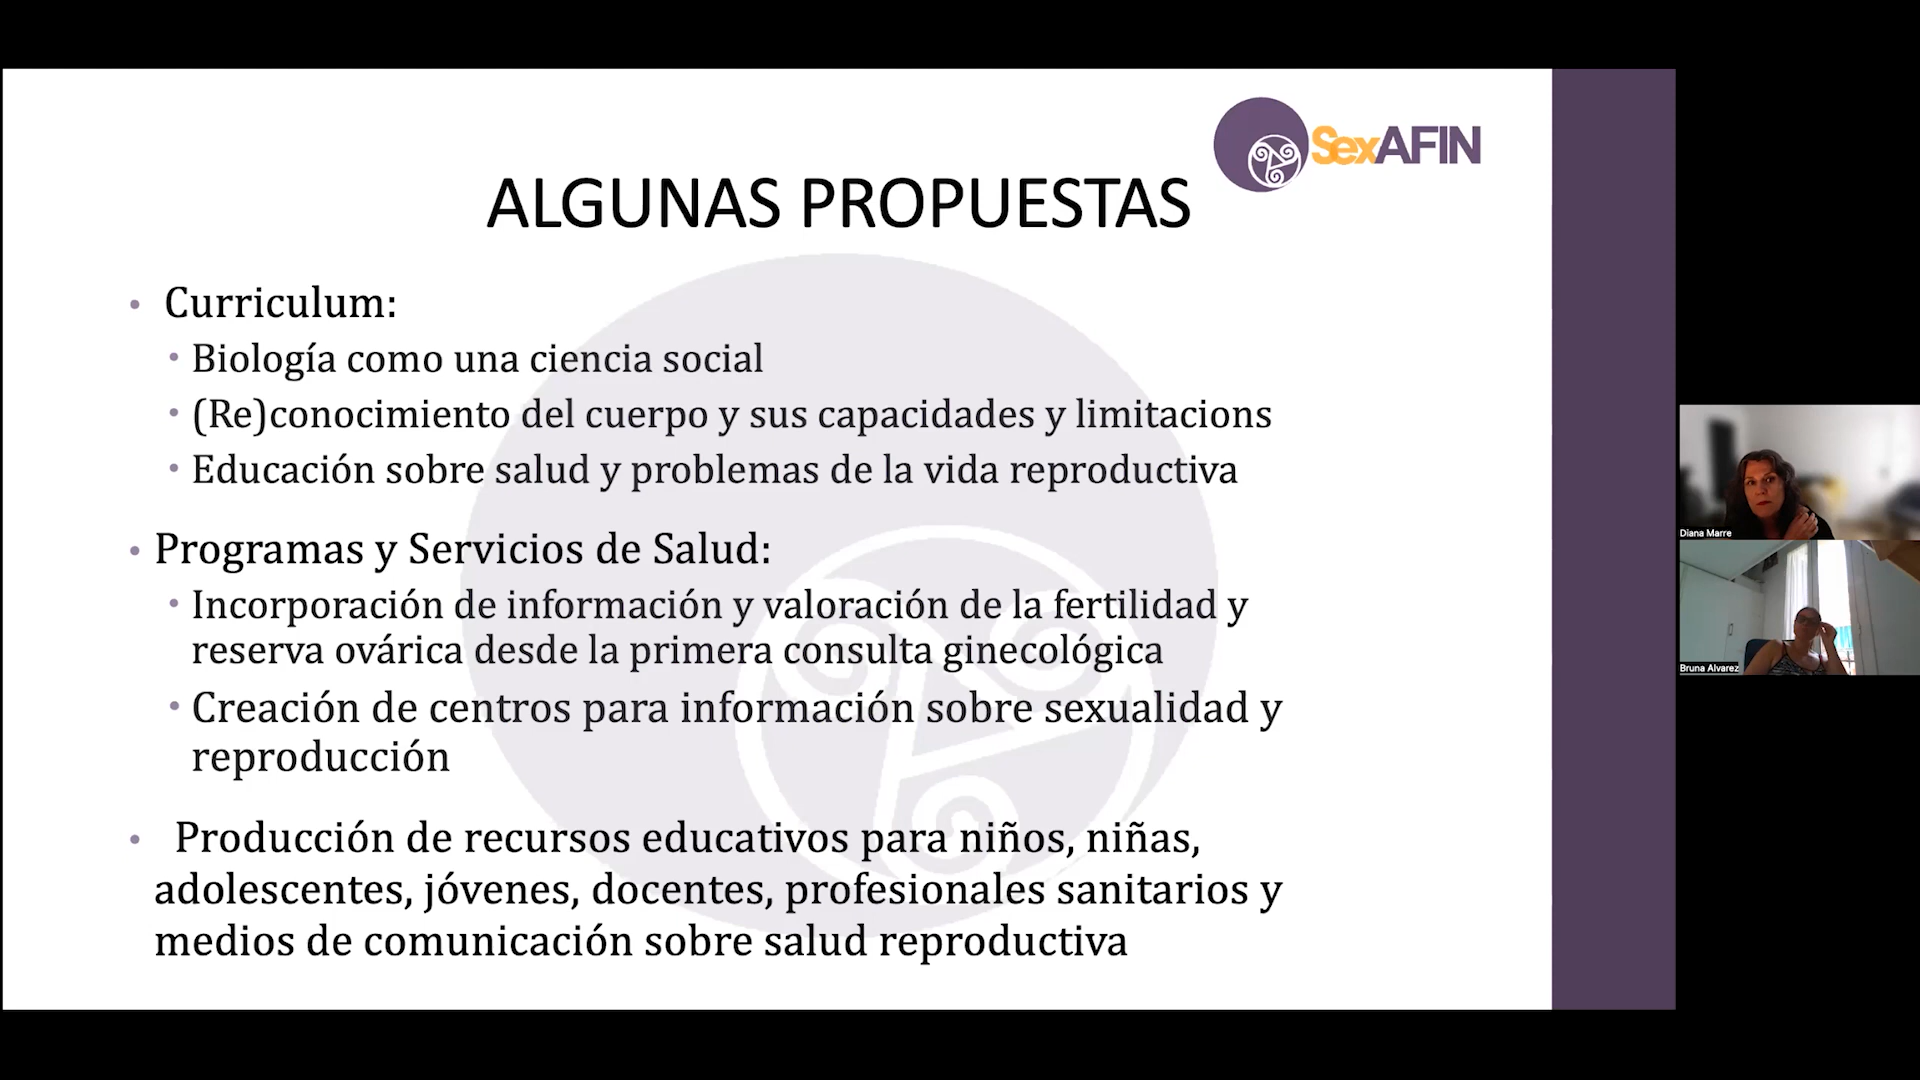 SexAFIN
ALGUNAS PROPUESTAS
• Curriculum:
• Biología como una ciencia social
• (Re)conocimiento del cuerpo y sus capacidades y limitacions
• Educación sobre salud y problemas de la vida reproductiva
• Programas y Servicios de Salud:
• Incorporación de información y valoración de la fertilidad y
reserva ovárica desde la primera consulta ginecológica
• Creación de centros para información sobre sexualidad y
reproducción
• Producción de recursos educativos para niños, niñas,
adolescentes, jóvenes, docentes, profesionales sanitarios y
medios de comunicación sobre salud reproductiva
Diana Marre
Bruna Alvarez